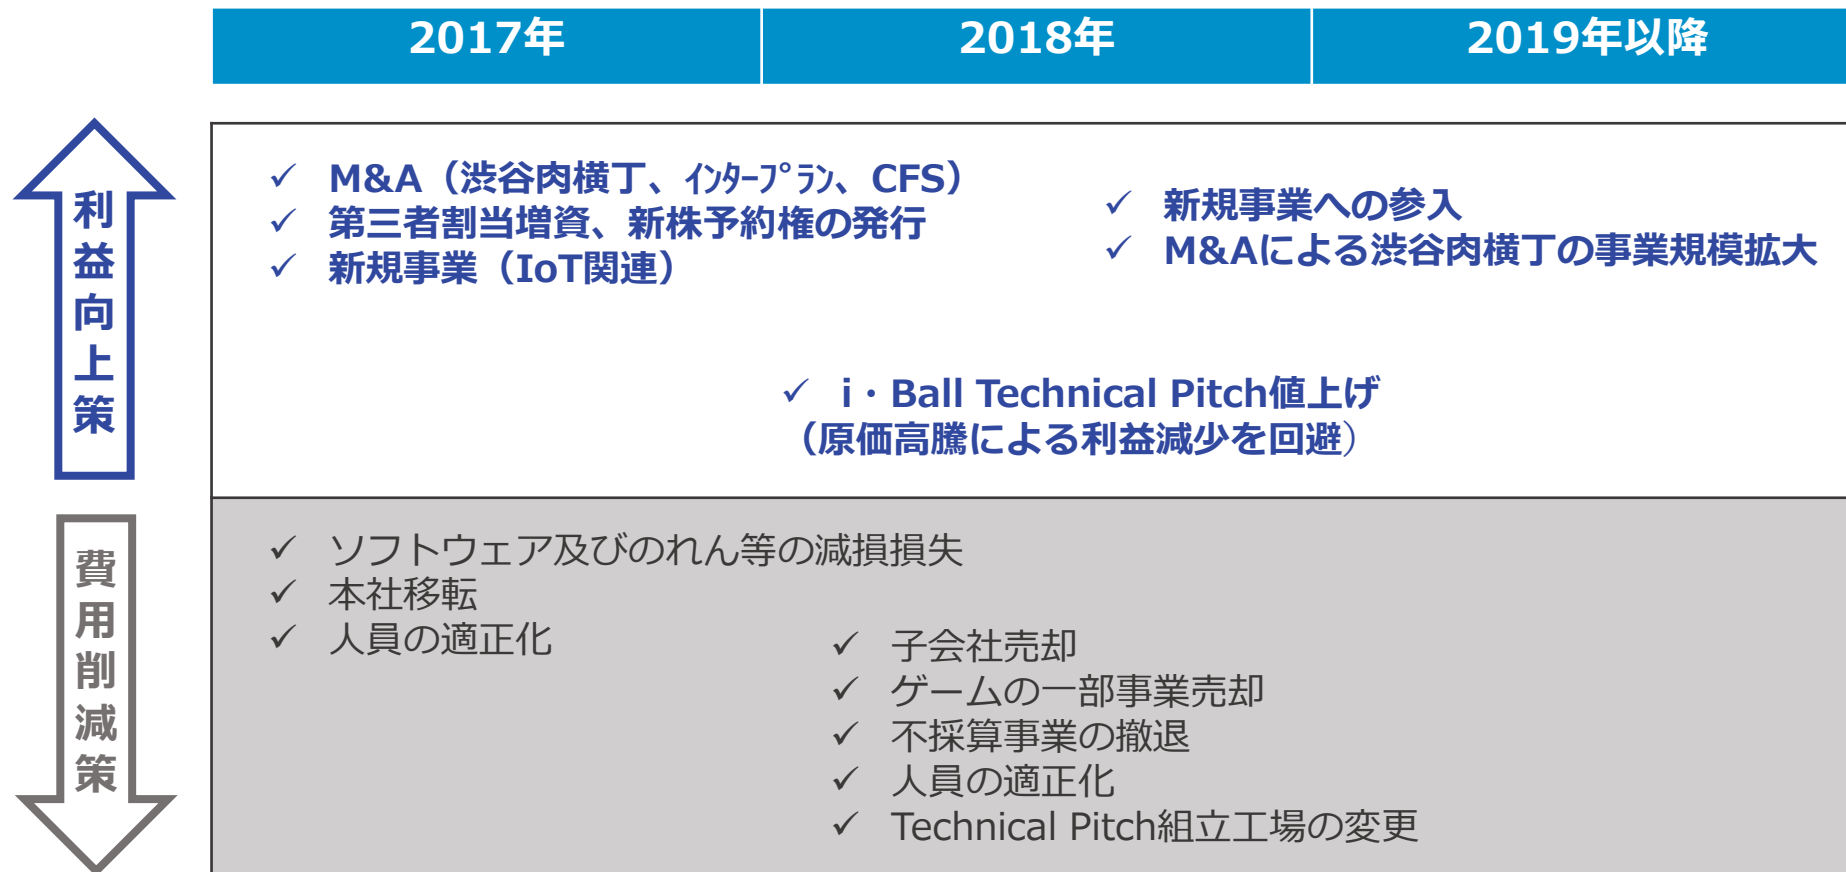 2017年
2018年
2019年以降
利益向上策
✓ M&A（渋谷肉横丁、ｲﾝﾀｰﾌﾟﾗﾝ、CFS）
✓ 第三者割当増資、新株予約権の発行
✓ 新規事業（IoT関連）
✓ 新規事業への参入
✓ M&Aによる渋谷肉横丁の事業規模拡大
✓ i・Ball Technical Pitch値上げ
（原価高騰による利益減少を回避）
費用削減策
✓ ソフトウェア及びのれん等の減損損失
✓ 本社移転
✓ 人員の適正化
✓ 子会社売却
✓ ゲームの一部事業売却
✓ 不採算事業の撤退
✓ 人員の適正化
✓ Technical Pitch組立工場の変更